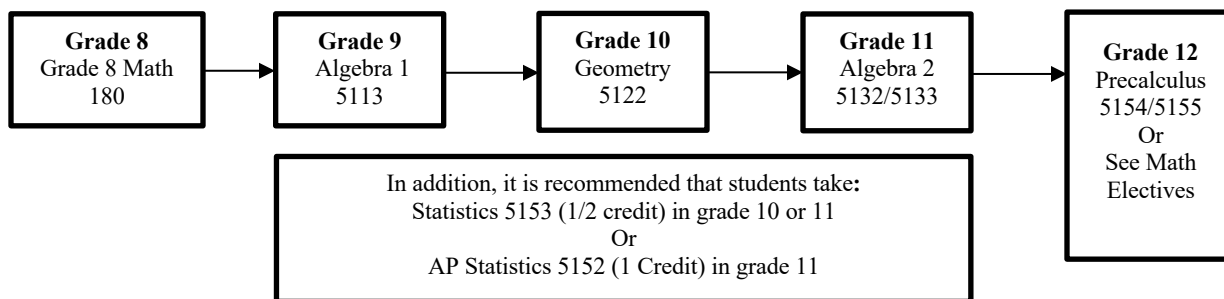 Grade 8
Grade 8 Math
180
Grade 9
Algebra 1
5113
Grade 10
Geometry
5122
Grade 11
Algebra 2
5132/5133
Grade 12
Precalculus
5154/5155
Or
See Math
Electives
In addition, it is recommended that students take:
Statistics 5153 (1/2 credit) in grade 10 or 11
Or
AP Statistics 5152 (1 Credit) in grade 11